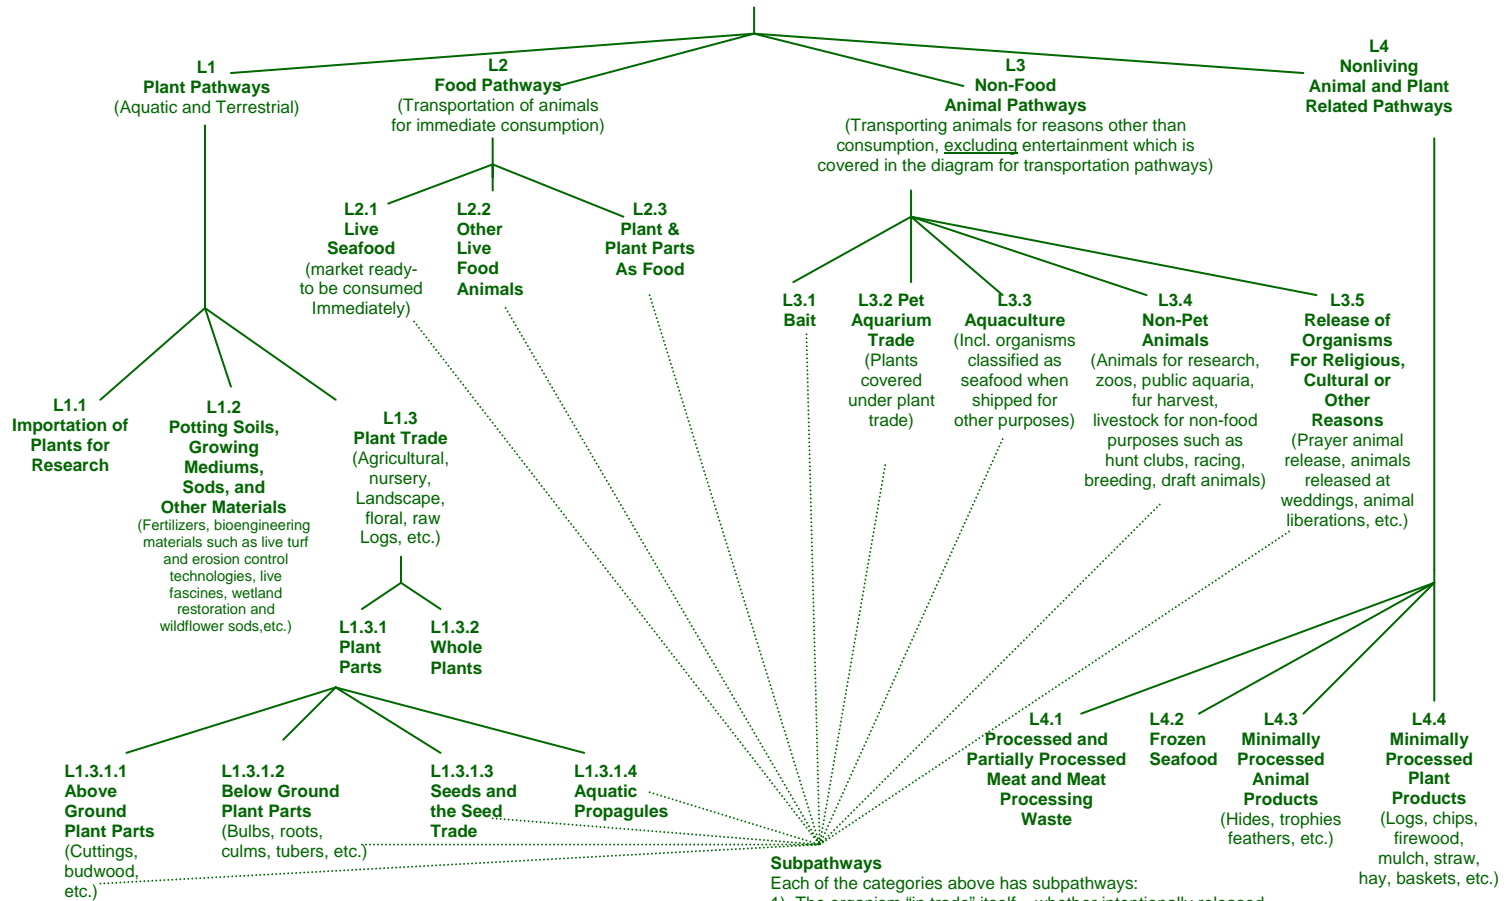 L1
Plant Pathways
(Aquatic and Terrestrial)
L2
Food Pathways
(Transportation of animals
for immediate consumption)
L3
Non-Food
Animal Pathways
(Transporting animals for reasons other than
consumption, excluding entertainment which is
covered in the diagram for transportation pathways)
L4
Nonliving
Animal and Plant
Related Pathways
L2.1
Live
Seafood
(market ready-
to be consumed
Immediately)
L2.2
Other
Live
Food
Animals
L2.3
Plant &
Plant Parts
As Food
L3.1
Bait
L3.2 Pet
Aquarium
Trade
(Plants
covered
under plant
trade)
L3.3
Aquaculture
(Incl. organisms
classified as
seafood when
shipped for
other purposes)
L3.4
Non-Pet
Animals
(Animals for research,
zoos, public aquaria,
fur harvest,
livestock for non-food
purposes such as
hunt clubs, racing,
breeding, draft animals)
L3.5
Release of
Organisms
For Religious,
Cultural or
Other
Reasons
(Prayer animal
release, animals
released at
weddings, animal
liberations, etc.)
L1.1
Importation of
Plants for
Research
L1.2
Potting Soils,
Growing
Mediums,
Sods, and
Other Materials
(Fertilizers, bioengineering
materials such as live turf
and erosion control
technologies, live
fascines, wetland
restoration and
wildflower sods,etc.)
L1.3
Plant Trade
(Agricultural,
nursery,
Landscape,
floral, raw
Logs, etc.)
L1.3.1
Plant
Parts
L1.3.2
Whole
Plants
L1.3.1.1
Above
Ground
Plant Parts
(Cuttings,
budwood,
etc.)
L1.3.1.2
Below Ground
Plant Parts
(Bulbs, roots,
culms, tubers, etc.)
L1.3.1.3
Seeds and
the Seed
Trade
L1.3.1.4
Aquatic
Propagules
L4.1
Processed and
Partially Processed
Meat and Meat
Processing
Waste
L4.2
Frozen
Seafood
L4.3
Minimally
Processed
Animal
Products
(Hides, trophies
feathers, etc.)
L4.4
Minimally
Processed
Plant
Products
(Logs, chips,
firewood,
mulch, straw,
hay, baskets, etc.)
Subpathways
Each of the categories above has subpathways:
1) The organism "in trade" itself – whether intentionally released